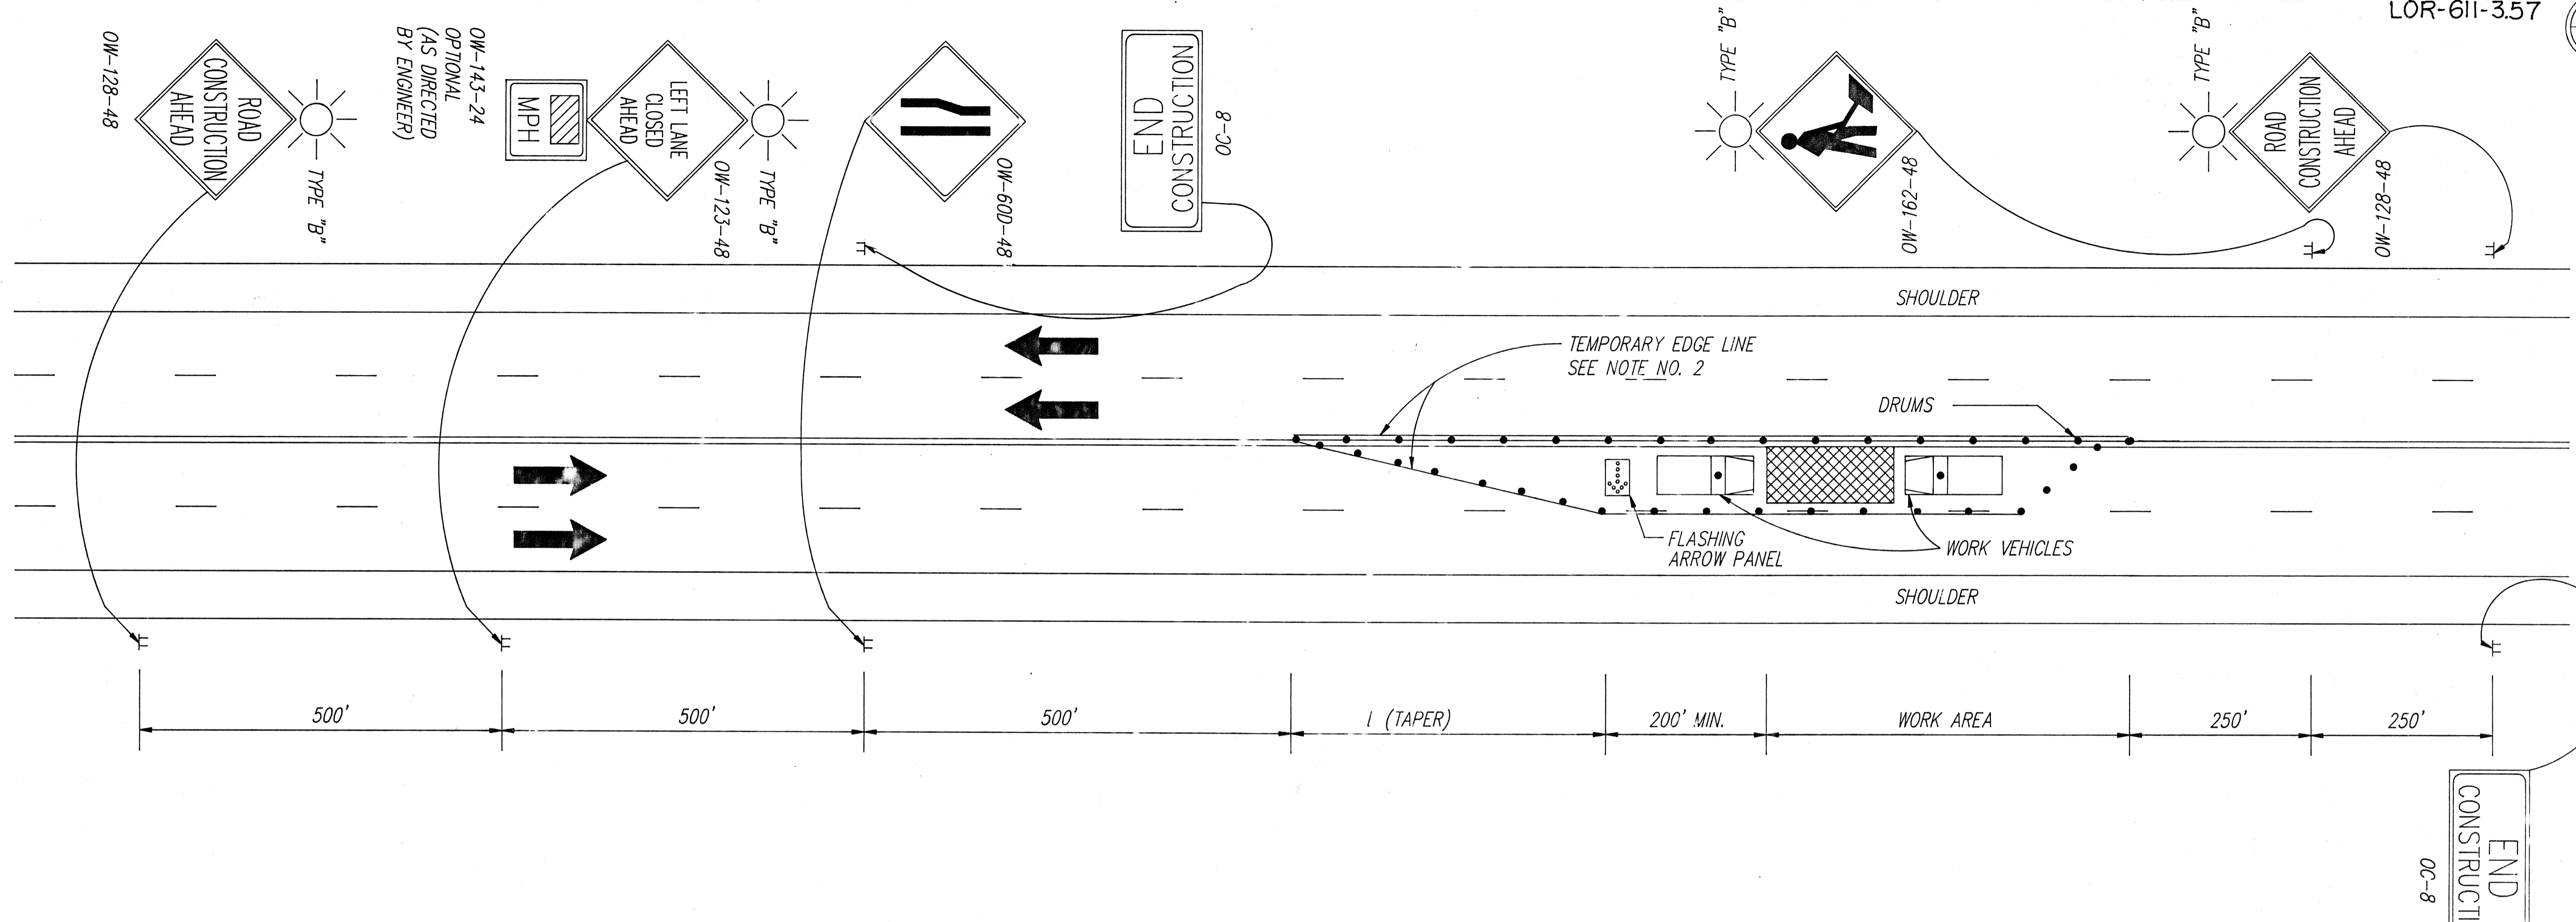 LOR-611-3.57
OW-128-48
ROAD
CONSTRUCTION
AHEAD
TYPE "B"
OW-143-24
OPTIONAL
(AS DIRECTED
BY ENGINEER)
MPH
LEFT LANE
CLOSED
AHEAD
OW-123-48
TYPE "B"
OW-60D-48
END
CONSTRUCTION
OC-8
TYPE "B"
OW-162-48
TYPE "B"
ROAD
CONSTRUCTION
AHEAD
OW-128-48
SHOULDER
TEMPORARY EDGE LINE
SEE NOTE NO. 2
DRUMS
FLASHING
ARROW PANEL
WORK VEHICLES
SHOULDER
500'
500'
500'
l (TAPER)
200' MIN.
WORK AREA
250'
250'
END
CONSTRUCTI
OC-8